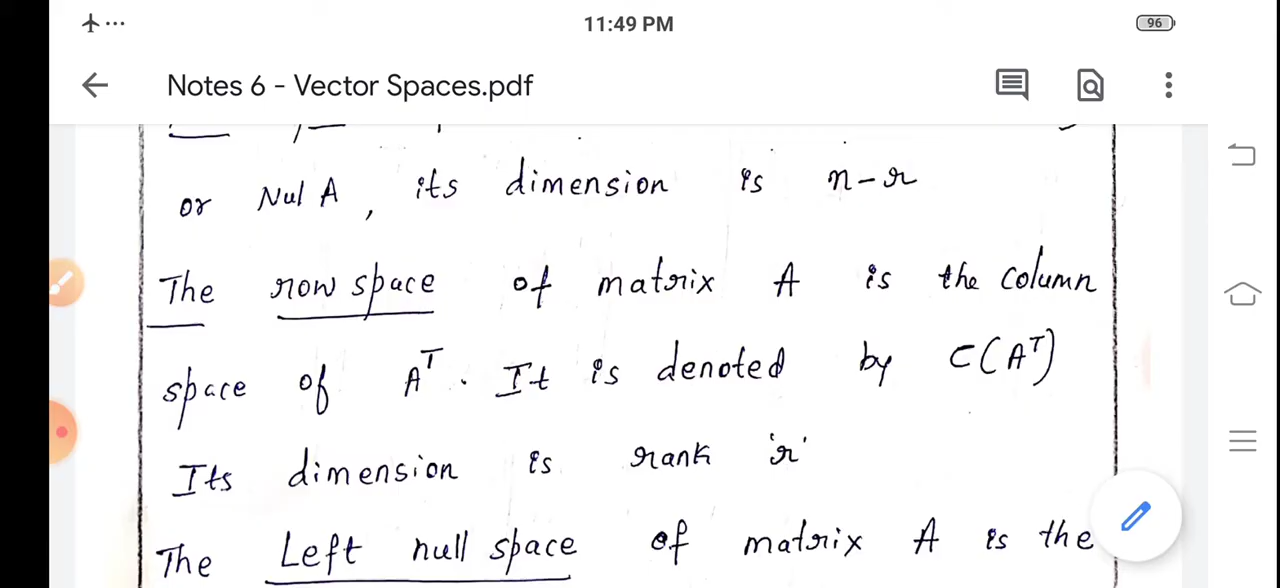 11:49 PM
96
Notes 6 - Vector Spaces.pdf
or Nul A, its dimension is n-r
The row space of matrix A is the column
space of Aᵀ. It is denoted by C(Aᵀ)
Its dimension is rank 'r'
The Left null space of matrix A is the